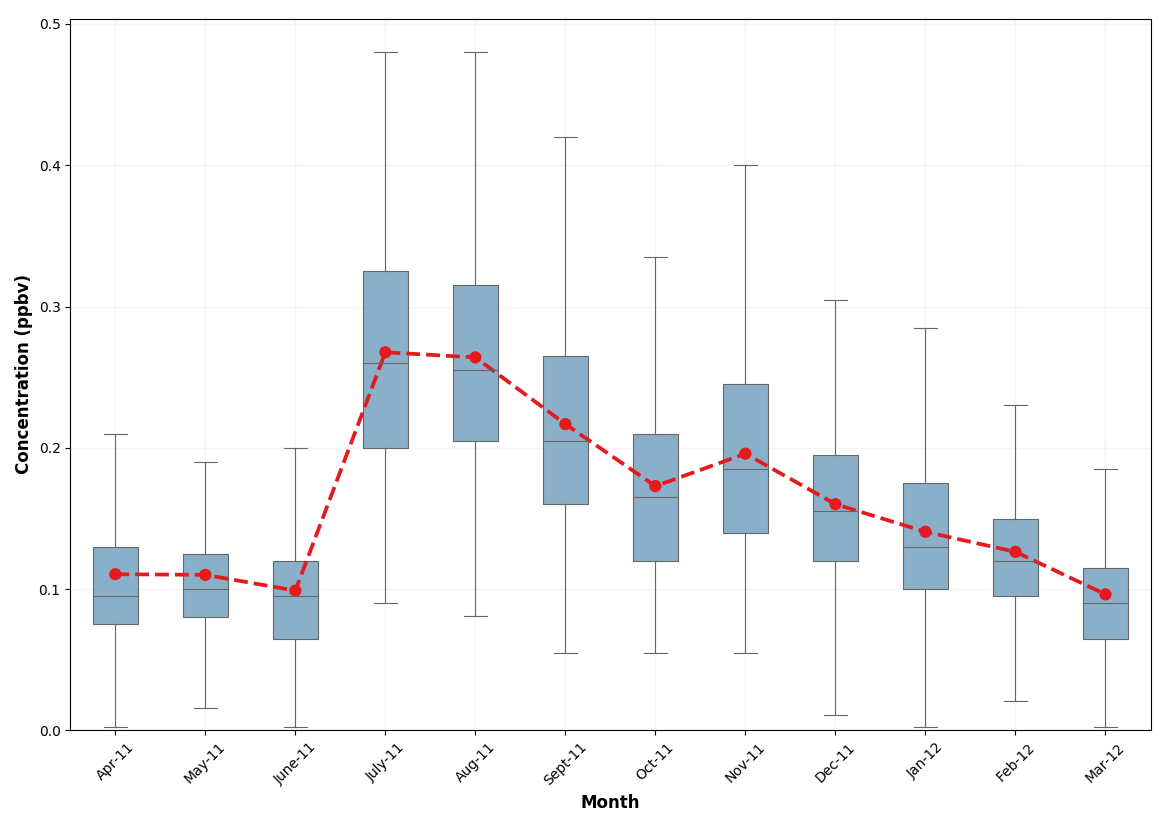 0.5
0.4
0.3
0.2
0.1
0.0
Concentration (ppbv)
Apr-11 May-11 June-11 July-11 Aug-11 Sept-11 Oct-11 Nov-11 Dec-11 Jan-12 Feb-12 Mar-12
Month